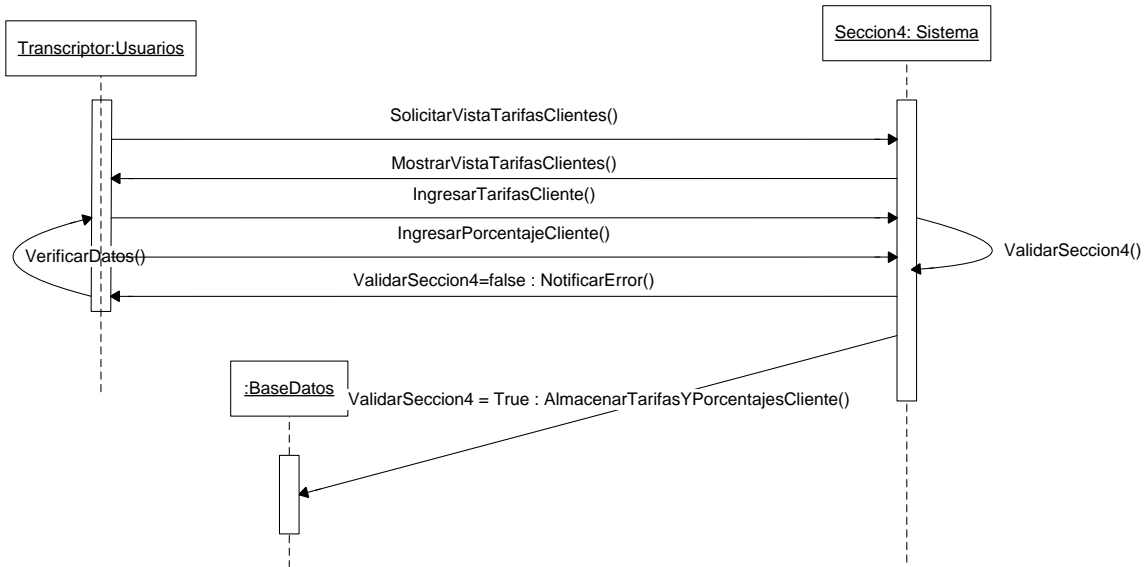 Transcriptor:Usuarios
Seccion4: Sistema
SolicitarVistaTarifasClientes()
MostrarVistaTarifasClientes()
IngresarTarifasCliente()
IngresarPorcentajeCliente()
VerificarDatos()
ValidarSeccion4()
ValidarSeccion4=false : NotificarError()
:BaseDatos
ValidarSeccion4 = True : AlmacenarTarifasYPorcentajesCliente()